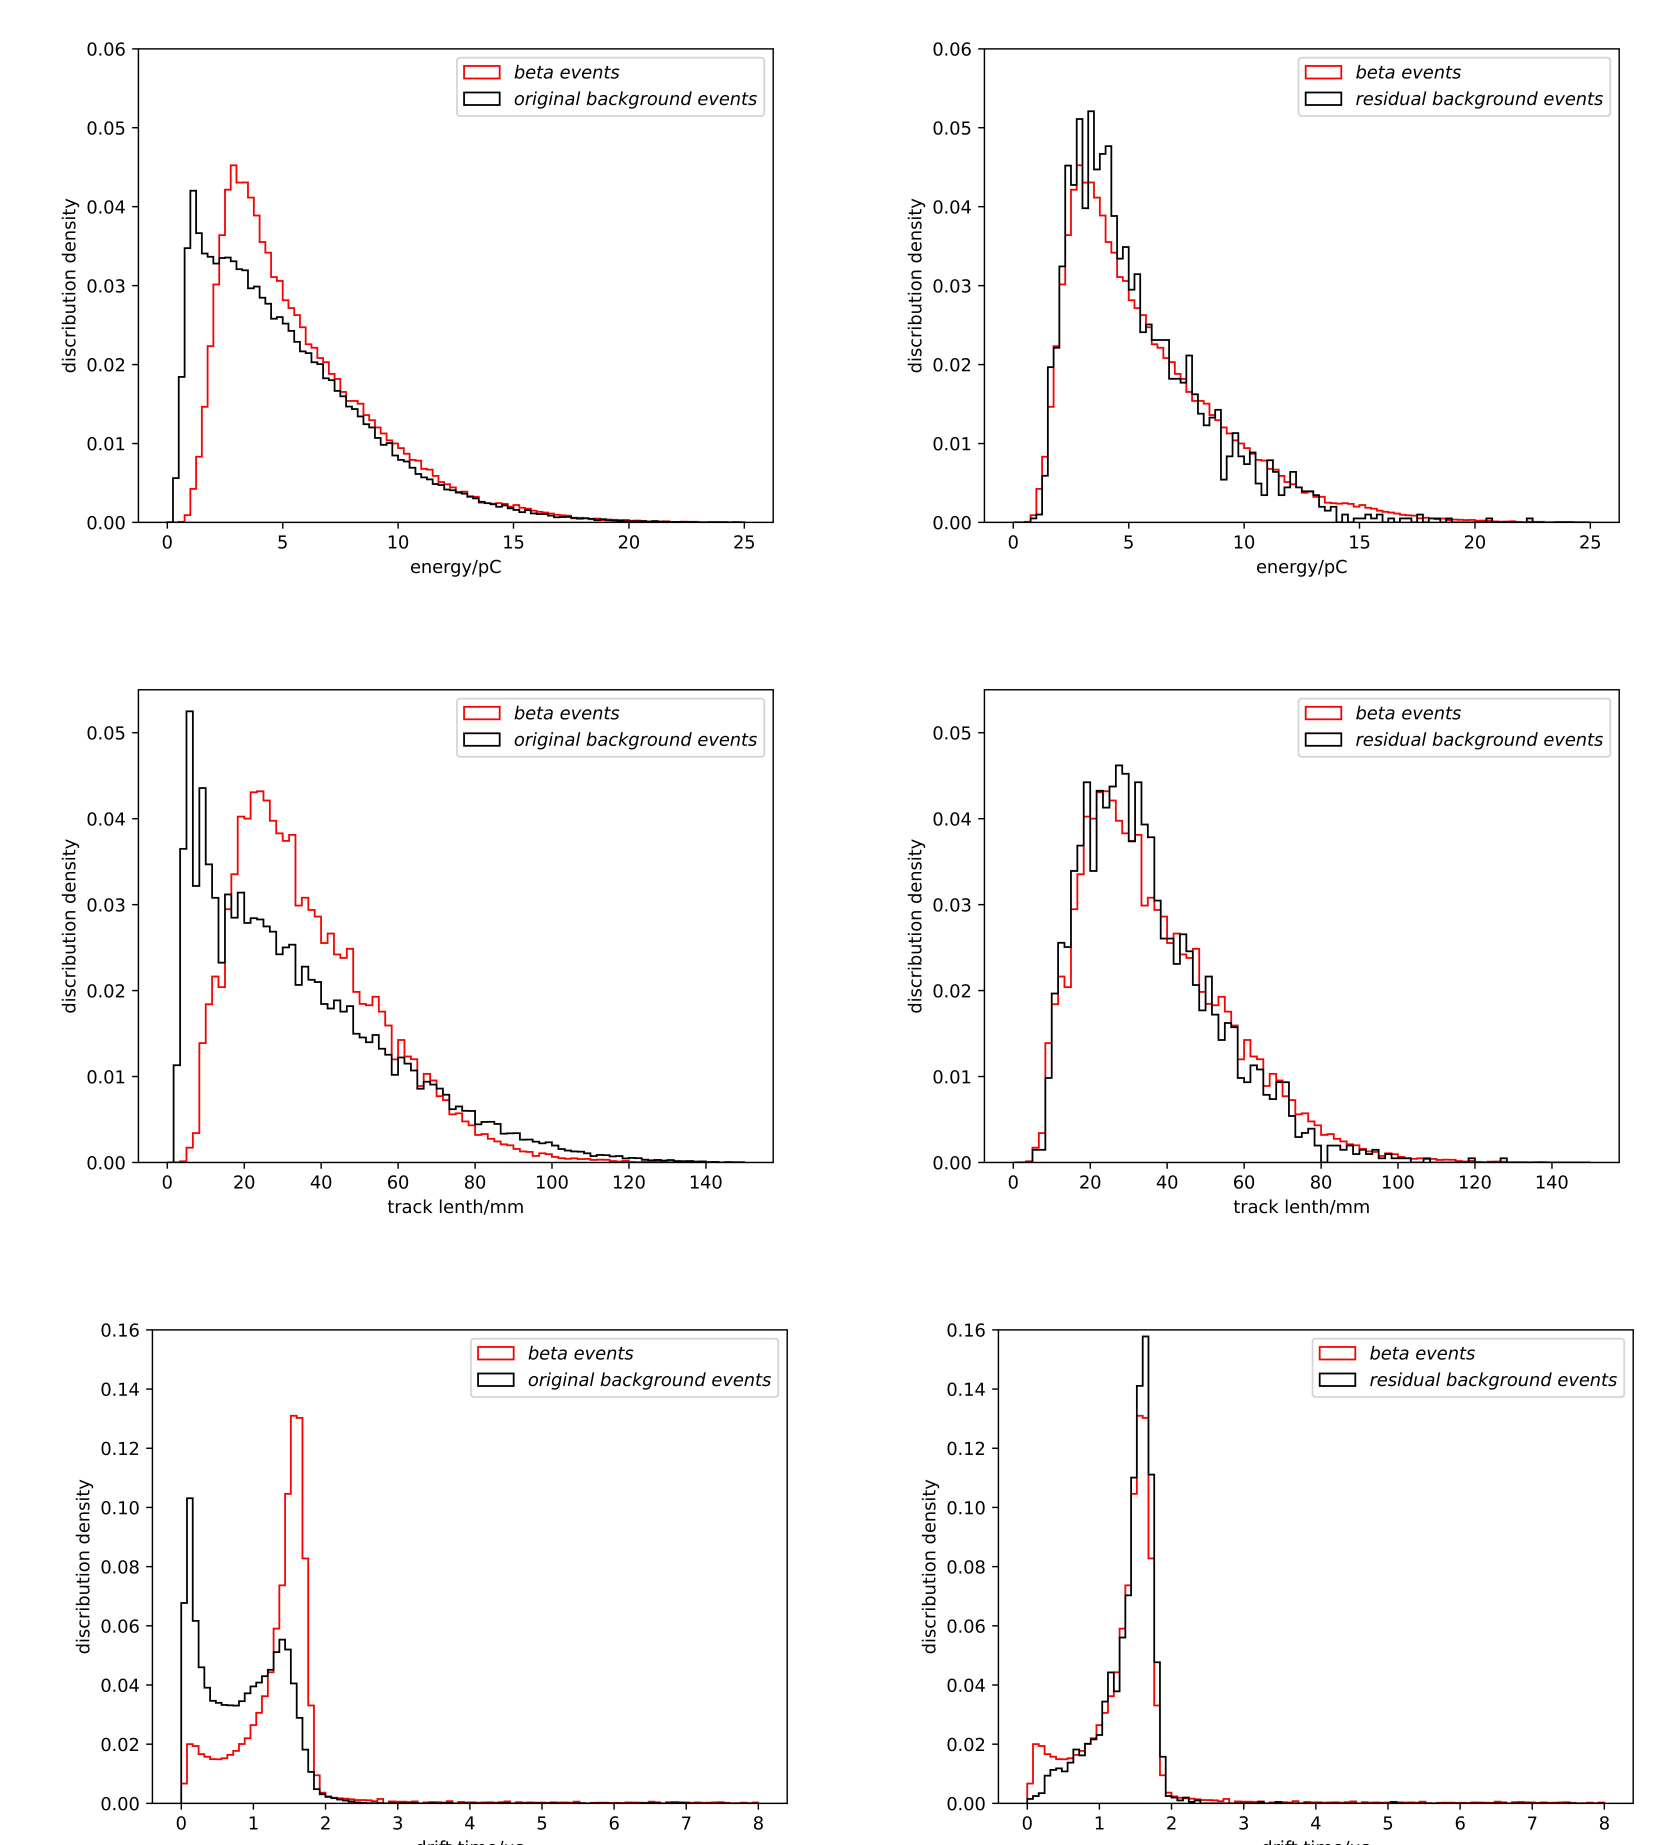 beta events
original background events
0.06
0.05
0.04
0.03
0.02
0.01
0.00
discribution density
0 5 10 15 20 25
energy/pC
beta events
residual background events
0.06
0.05
0.04
0.03
0.02
0.01
0.00
discribution density
0 5 10 15 20 25
energy/pC
beta events
original background events
0.05
0.04
0.03
0.02
0.01
0.00
discribution density
0 20 40 60 80 100 120 140
track lenth/mm
beta events
residual background events
0.05
0.04
0.03
0.02
0.01
0.00
discribution density
0 20 40 60 80 100 120 140
track lenth/mm
beta events
original background events
0.16
0.14
0.12
0.10
0.08
0.06
0.04
0.02
0.00
discribution density
0 1 2 3 4 5 6 7 8
beta events
residual background events
0.16
0.14
0.12
0.10
0.08
0.06
0.04
0.02
0.00
discribution density
0 1 2 3 4 5 6 7 8